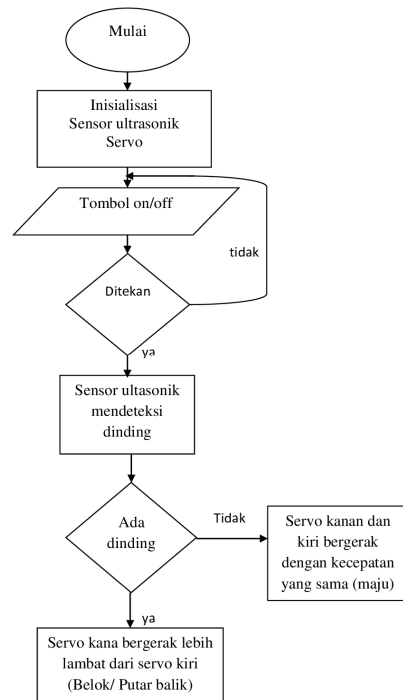 Mulai
Inisialisasi
Sensor ultrasonik
Servo
Tombol on/off
tidak
Ditekan
ya
Sensor ultasonik
mendeteksi
dinding
Ada
dinding
Tidak
Servo kanan dan
kiri bergerak
dengan kecepatan
yang sama (maju)
ya
Servo kana bergerak lebih
lambat dari servo kiri
(Belok/ Putar balik)